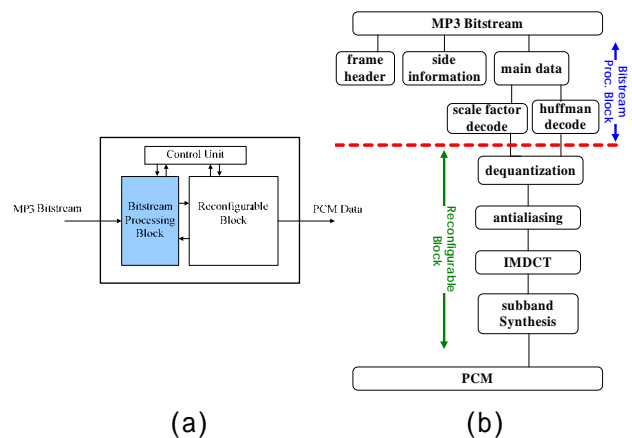 Control Unit
MP3 Bitstream
Bitstream
Processing
Block
Reconfigurable
Block
PCM Data
(a)
MP3 Bitstream
frame
header
side
information
main data
scale factor
decode
huffman
decode
Bitstream
Proc. Block
dequantization
antialiasing
IMDCT
subband
Synthesis
Reconfigurable
Block
PCM
(b)